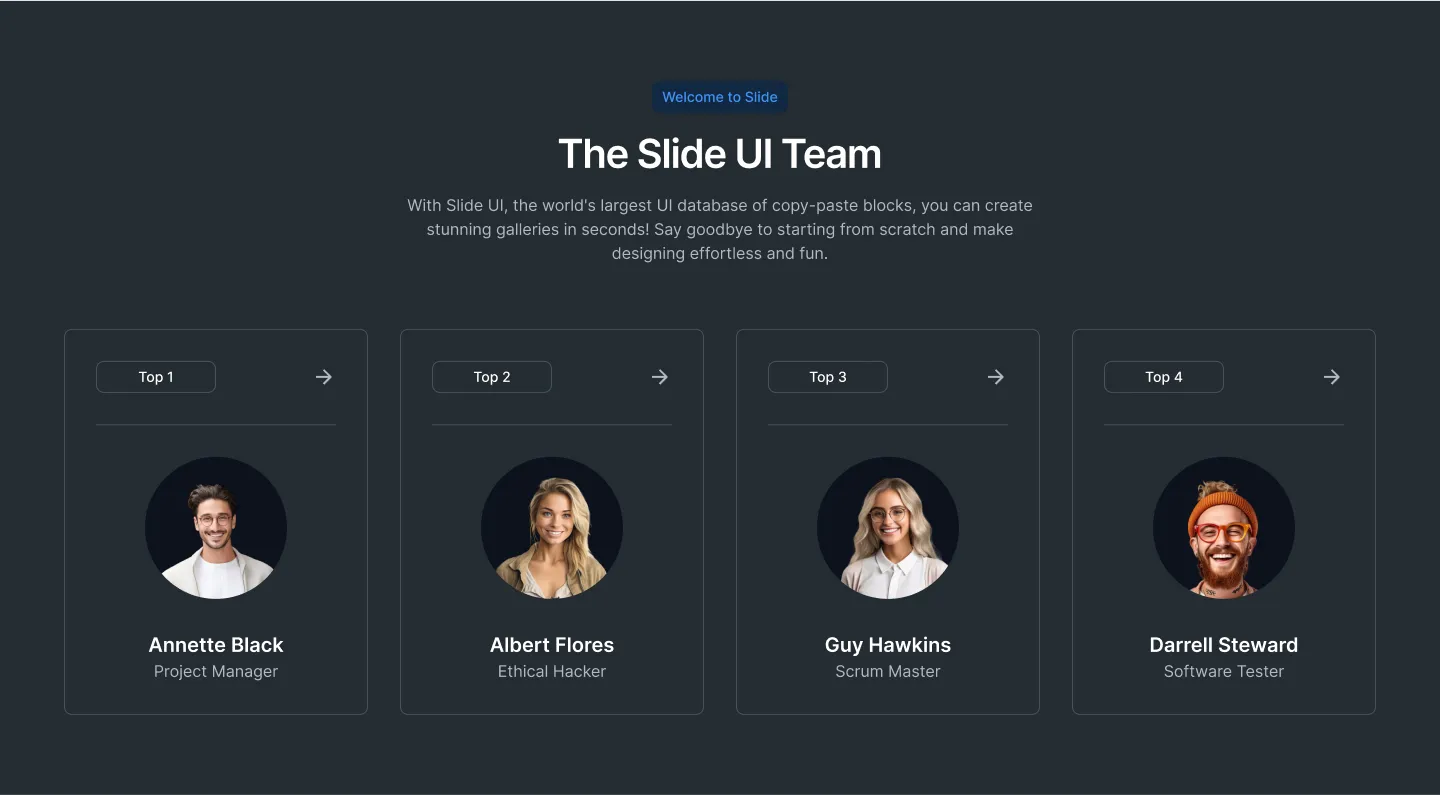 Welcome to Slide
The Slide UI Team
With Slide UI, the world's largest UI database of copy-paste blocks, you can create
stunning galleries in seconds! Say goodbye to starting from scratch and make
designing effortless and fun.
Top 1
Annette Black
Project Manager
Top 2
Albert Flores
Ethical Hacker
Top 3
Guy Hawkins
Scrum Master
Top 4
Darrell Steward
Software Tester